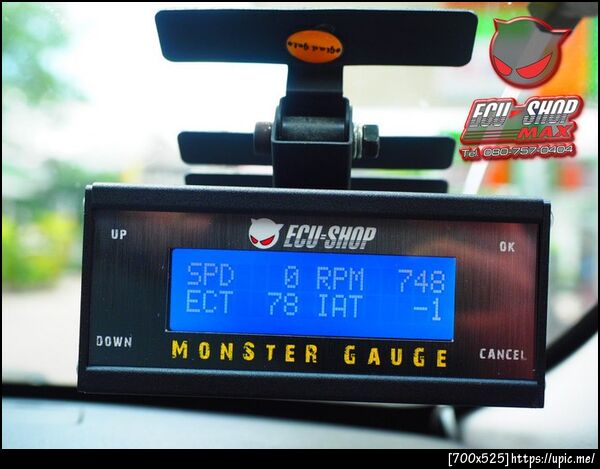 ECU-SHOP
MAX
Tel. 080-757-0404
ECU-SHOP
UP
OK
SPD 0 RPM 748
ECT 78 IAT -1
DOWN
CANCEL
MONSTER GAUGE
[700x525]https://upic.me/